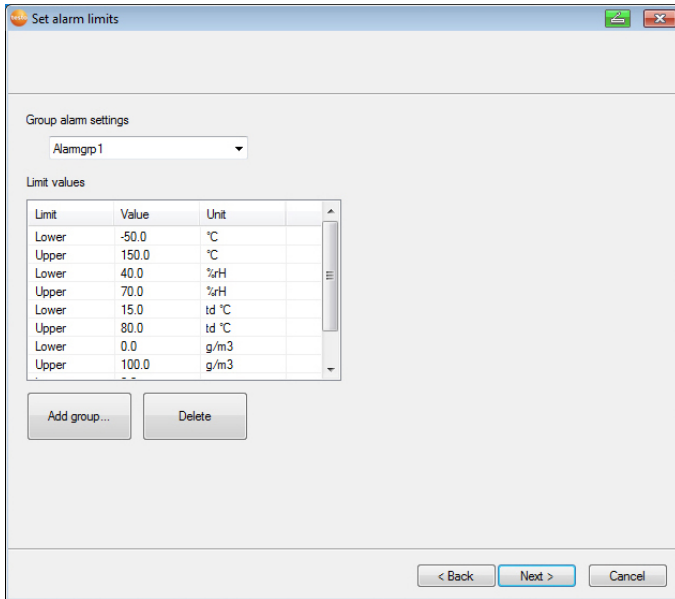 Set alarm limits
Group alarm settings
Alarmgrp1
Limit values
Limit Value Unit
Lower -50.0 °C
Upper 150.0 °C
Lower 40.0 %rH
Upper 70.0 %rH
Lower 15.0 td °C
Upper 80.0 td °C
Lower 0.0 g/m3
Upper 100.0 g/m3
Add group... Delete
< Back Next > Cancel